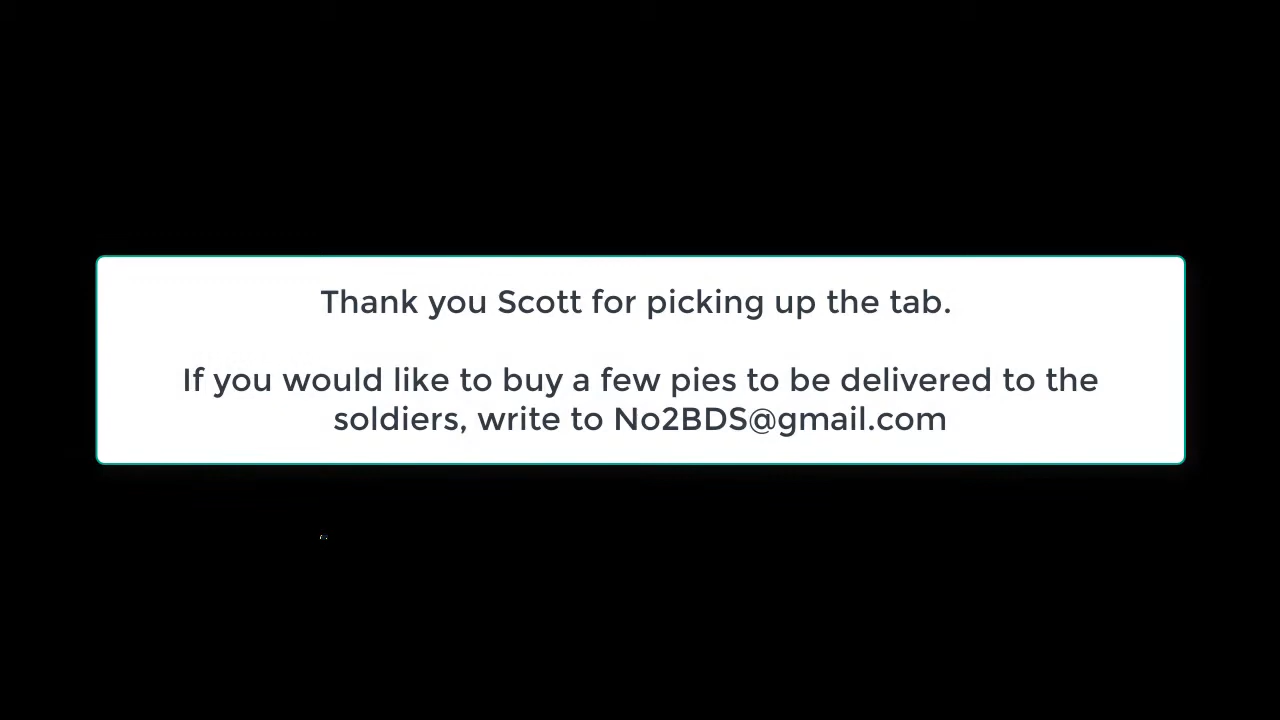 Thank you Scott for picking up the tab.
If you would like to buy a few pies to be delivered to the
soldiers, write to No2BDS@gmail.com